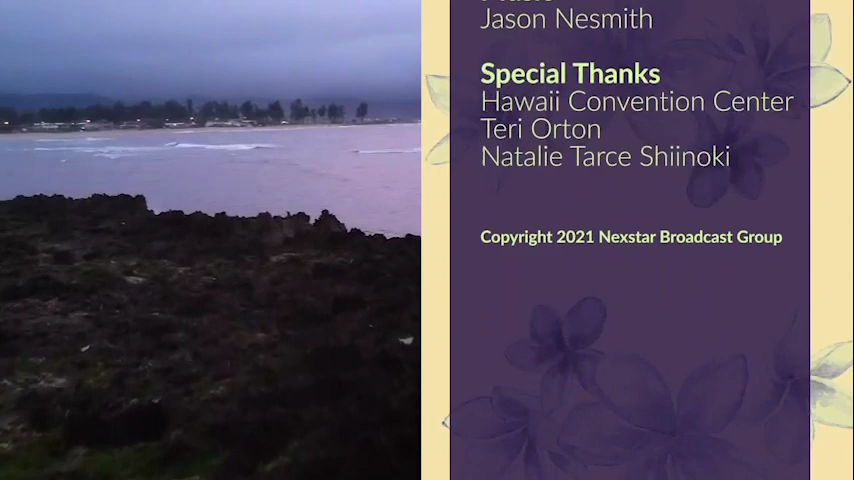 Jason Nesmith
Special Thanks
Hawaii Convention Center
Teri Orton
Natalie Tarce Shiinoki
Copyright 2021 Nexstar Broadcast Group